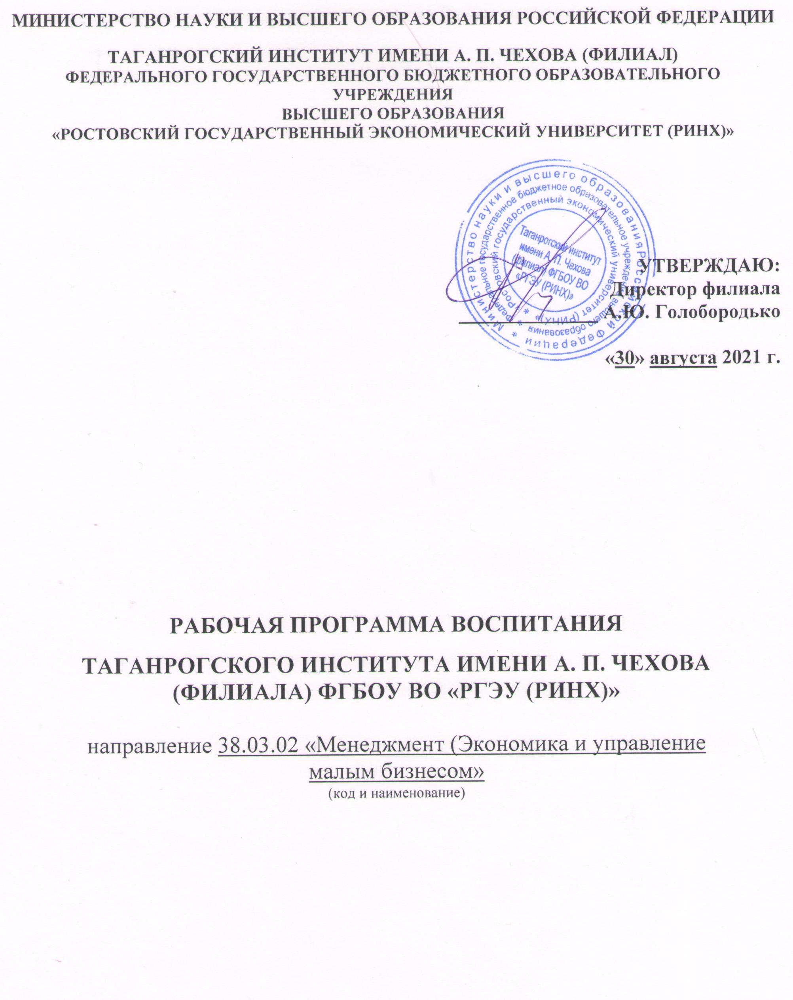 МИНИСТЕРСТВО НАУКИ И ВЫСШЕГО ОБРАЗОВАНИЯ РОССИЙСКОЙ ФЕДЕРАЦИИ
ТАГАНРОГСКИЙ ИНСТИТУТ ИМЕНИ А. П. ЧЕХОВА (ФИЛИАЛ)
ФЕДЕРАЛЬНОГО ГОСУДАРСТВЕННОГО БЮДЖЕТНОГО ОБРАЗОВАТЕЛЬНОГО
УЧРЕЖДЕНИЯ
ВЫСШЕГО ОБРАЗОВАНИЯ
«РОСТОВСКИЙ ГОСУДАРСТВЕННЫЙ ЭКОНОМИЧЕСКИЙ УНИВЕРСИТЕТ (РИНХ)»
* Министерство науки и высшего образования Российской Федерации
* Федеральное государственное бюджетное образовательное учреждение высшего образования
* «Ростовский государственный экономический университет (РИНХ)»
Таганрогский институт
имени А. П. Чехова
(филиал) ФГБОУ ВО
«РГЭУ (РИНХ)»
УТВЕРЖДАЮ:
Директор филиала
А.Ю. Голобородько
«30» августа 2021 г.
РАБОЧАЯ ПРОГРАММА ВОСПИТАНИЯ
ТАГАНРОГСКОГО ИНСТИТУТА ИМЕНИ А. П. ЧЕХОВА
(ФИЛИАЛА) ФГБОУ ВО «РГЭУ (РИНХ)»
направление 38.03.02 «Менеджмент (Экономика и управление
малым бизнесом»
(код и наименование)